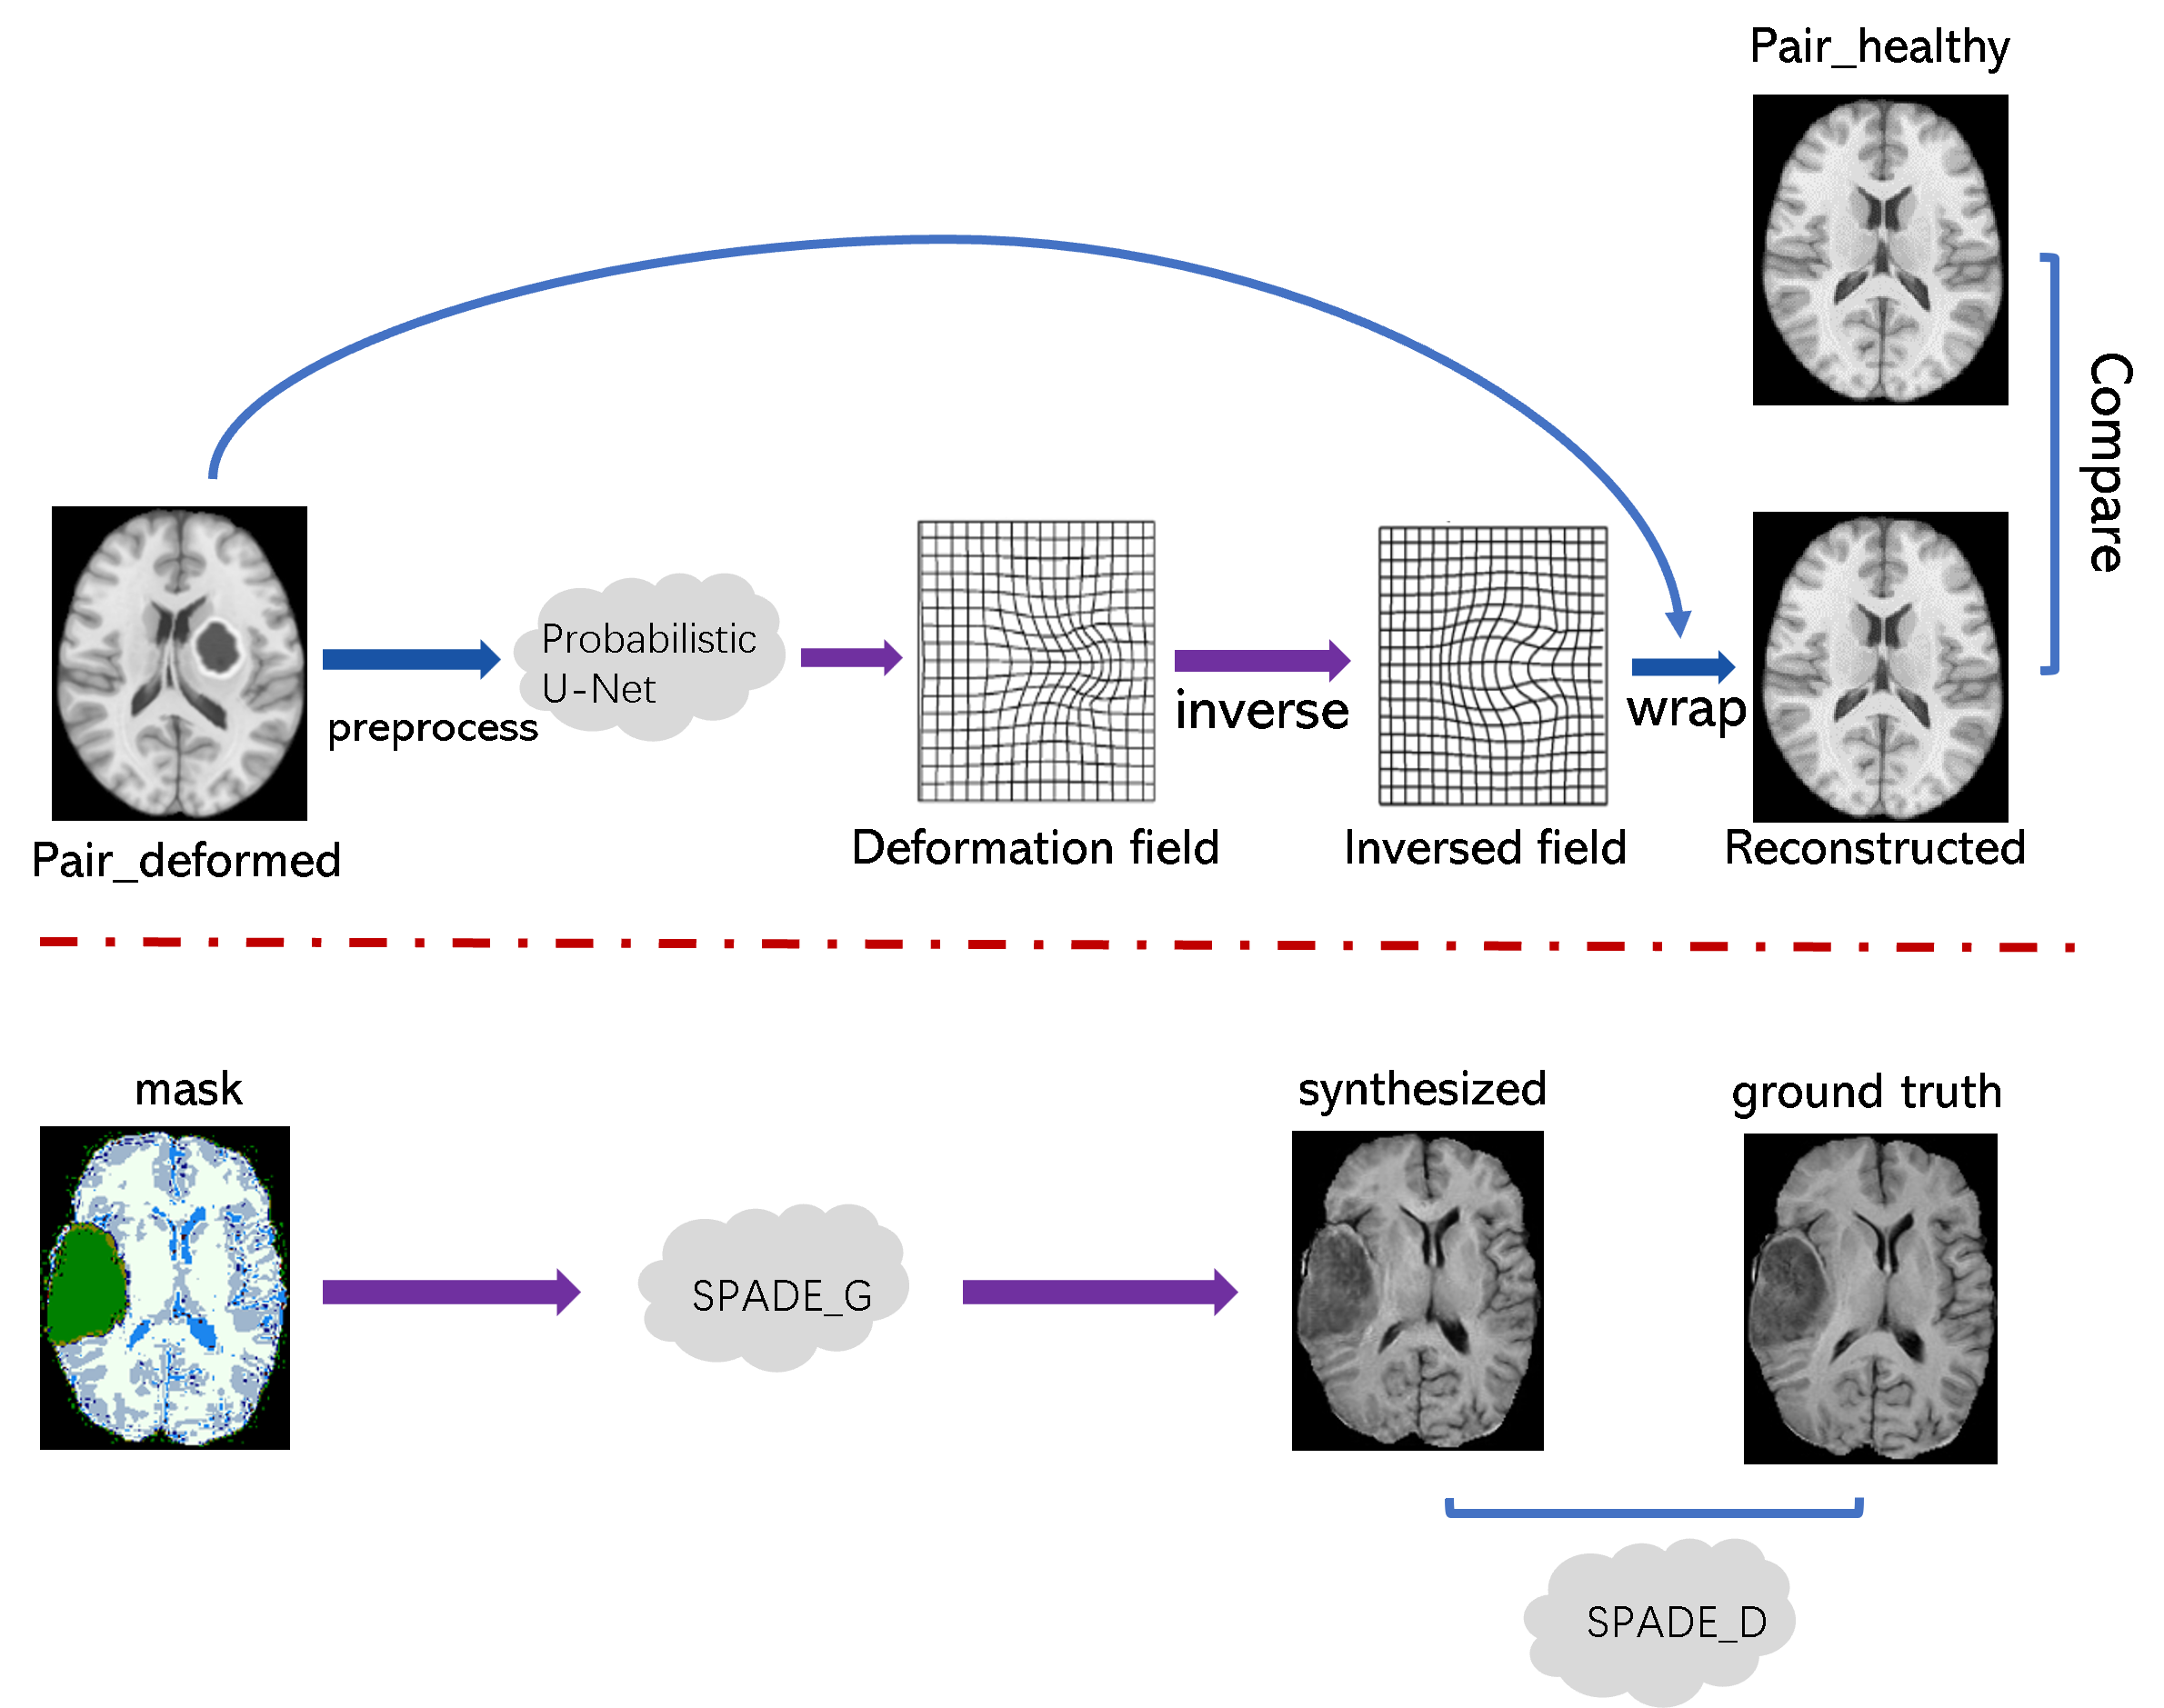 Pair_healthy
Compare
Probabilistic
U-Net
preprocess
inverse
wrap
Pair_deformed
Deformation field
Inversed field
Reconstructed
mask
synthesized
ground truth
SPADE_G
SPADE_D